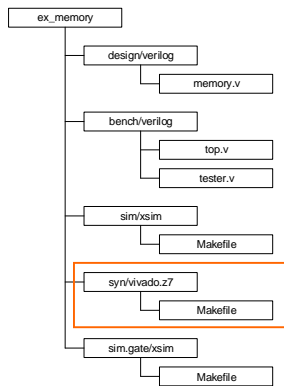 ex_memory
design/verilog
memory.v
bench/verilog
top.v
tester.v
sim/xsim
Makefile
syn/vivado.z7
Makefile
sim.gate/xsim
Makefile